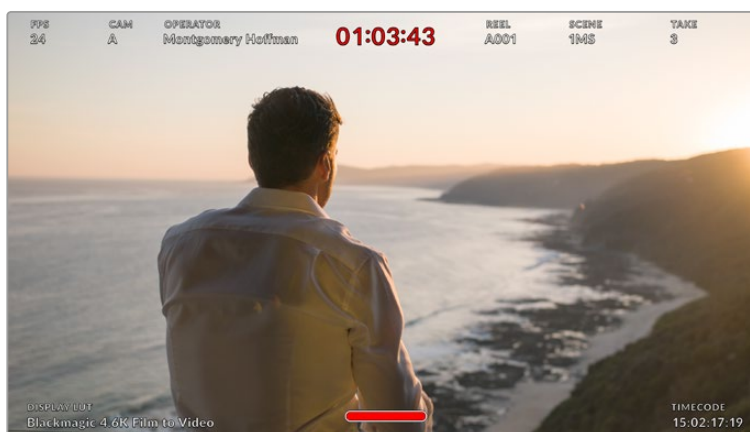 FPS
24
CAM
A
OPERATOR
Montgomery Hoffman
01:03:43
REEL
A001
SCENE
1MS
TAKE
3
DISPLAY LUT
Blackmagic 4.6K Film to Video
TIMECODE
15:02:17:19